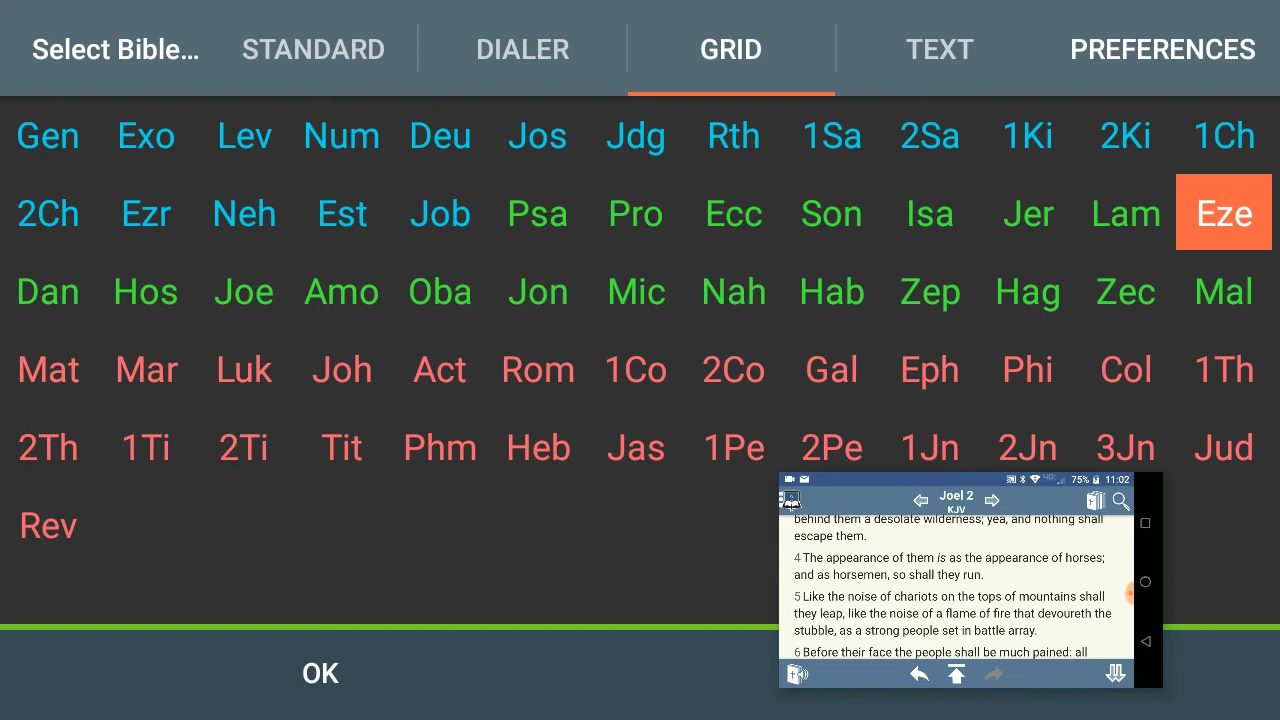 Select Bible... STANDARD DIALER GRID TEXT PREFERENCES
Gen Exo Lev Num Deu Jos Jdg Rth 1Sa 2Sa 1Ki 2Ki 1Ch
2Ch Ezr Neh Est Job Psa Pro Ecc Son Isa Jer Lam Eze
Dan Hos Joe Amo Oba Jon Mic Nah Hab Zep Hag Zec Mal
Mat Mar Luk Joh Act Rom 1Co 2Co Gal Eph Phi Col 1Th
2Th 1Ti 2Ti Tit Phm Heb Jas 1Pe 2Pe 1Jn 2Jn 3Jn Jud
Rev
75% 11:02
Joel 2
KJV
behind them a desolate wilderness; yea, and nothing shall
escape them.
4 The appearance of them is as the appearance of horses;
and as horsemen, so shall they run.
5 Like the noise of chariots on the tops of mountains shall
they leap, like the noise of a flame of fire that devoureth the
stubble, as a strong people set in battle array.
6 Before their face the people shall be much pained: all
OK